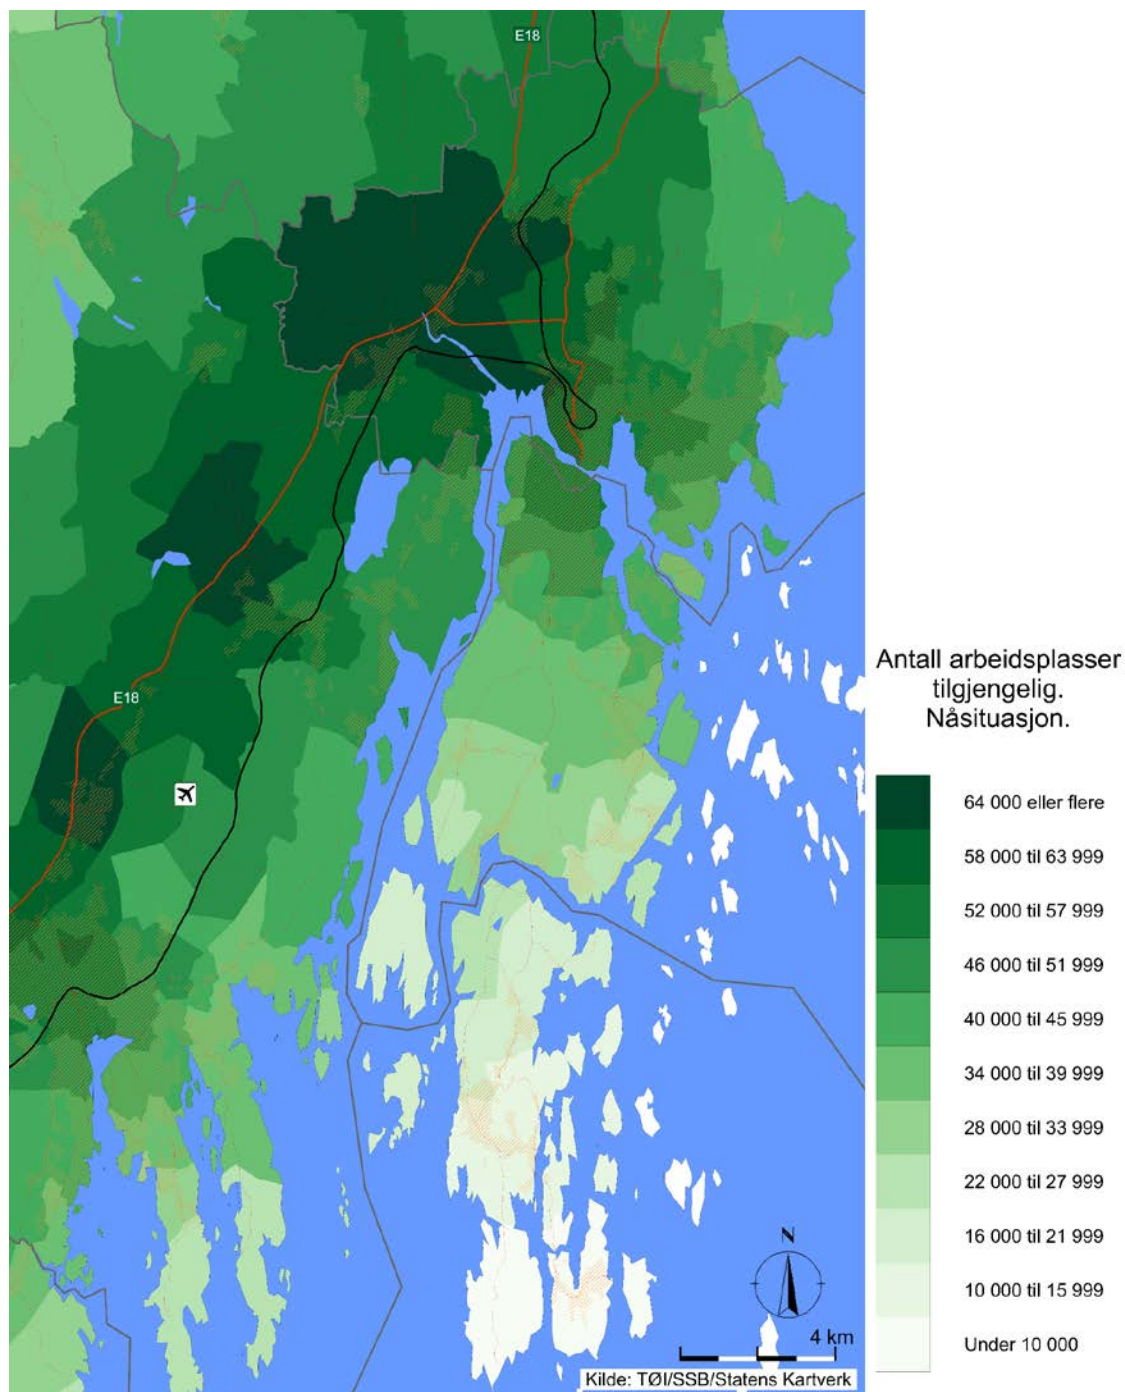 E18
E18
Antall arbeidsplasser
tilgjengelig.
Nåsituasjon.
64 000 eller flere
58 000 til 63 999
52 000 til 57 999
46 000 til 51 999
40 000 til 45 999
34 000 til 39 999
28 000 til 33 999
22 000 til 27 999
16 000 til 21 999
10 000 til 15 999
Under 10 000
N
4 km
Kilde: TØI/SSB/Statens Kartverk